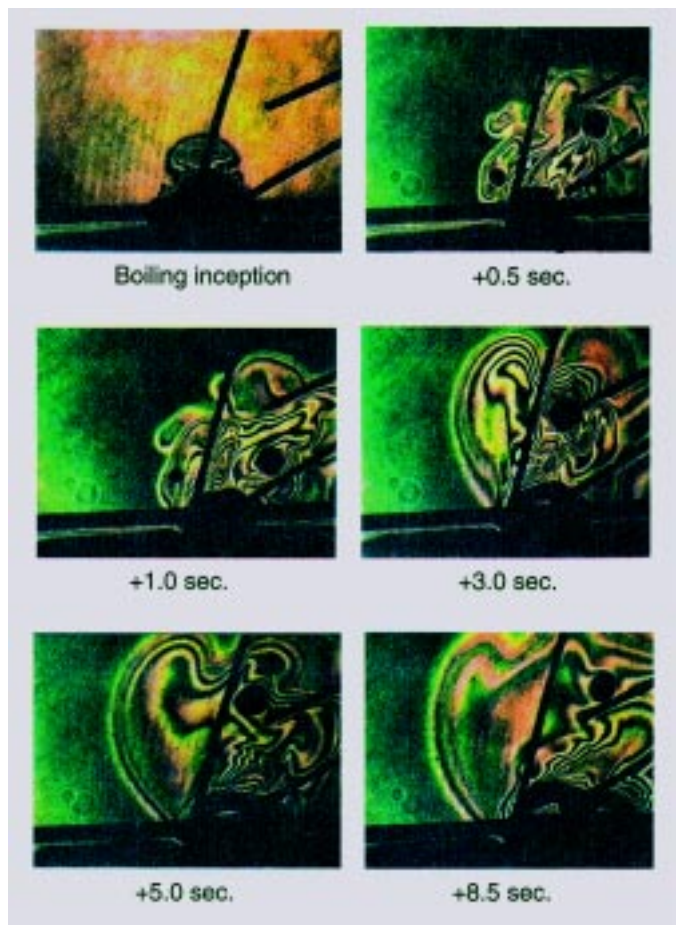 Boiling inception
+0.5 sec.
+1.0 sec.
+3.0 sec.
+5.0 sec.
+8.5 sec.